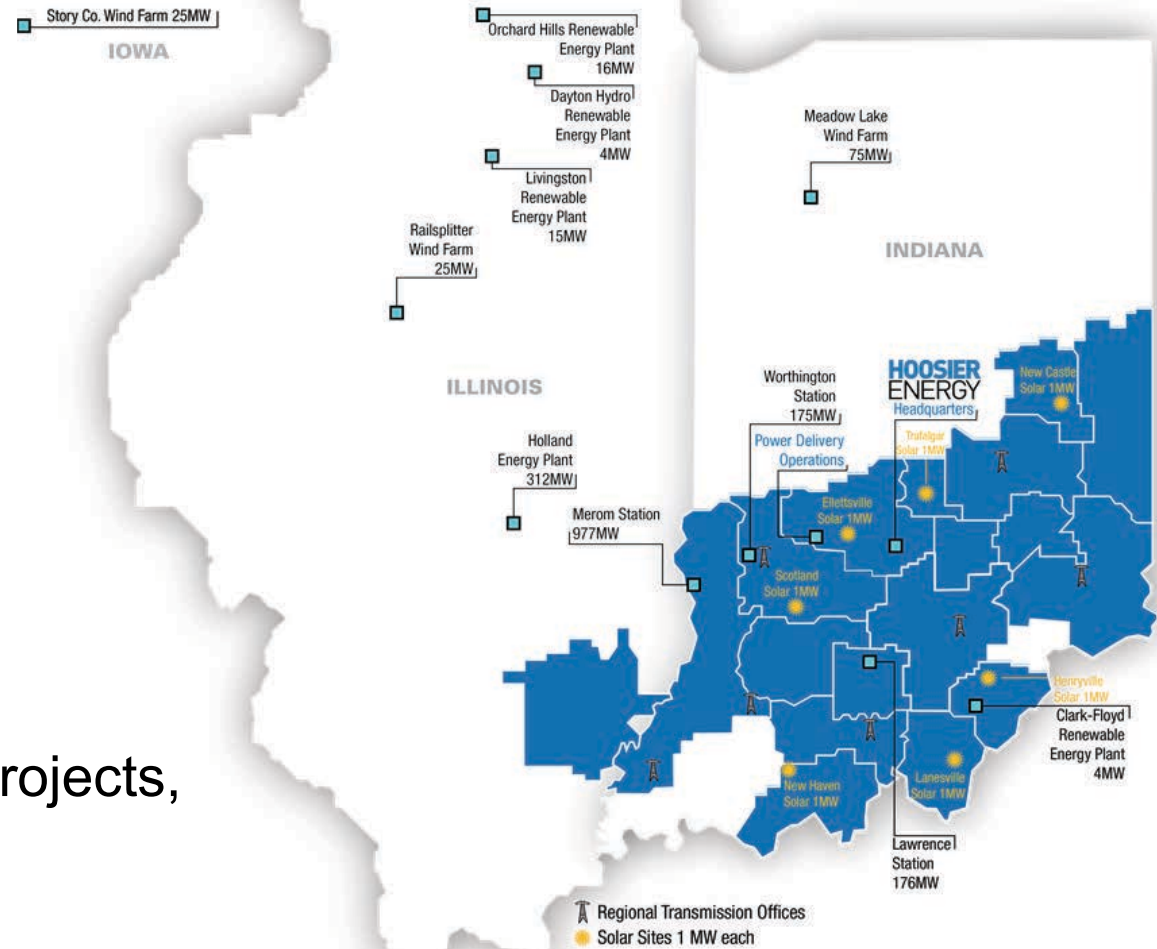 Story Co. Wind Farm 25MW
IOWA
Orchard Hills Renewable
Energy Plant
16MW
Dayton Hydro
Renewable
Energy Plant
4MW
Livingston
Renewable
Energy Plant
15MW
Railsplitter
Wind Farm
25MW
Meadow Lake
Wind Farm
75MW
INDIANA
ILLINOIS
Worthington
Station
175MW
HOOSIER
ENERGY
Headquarters
New Castle
Solar 1MW
Trafalgar
Solar 1MW
Power Delivery
Operations
Holland
Energy Plant
312MW
Ellettsville
Solar 1MW
Merom Station
977MW
Scotland
Solar 1MW
Henryville
Solar 1MW
Clark-Floyd
Renewable
Energy Plant
4MW
rojects,
New Haven
Solar 1MW
Lanesville
Solar 1MW
Lawrence
Station
176MW
Regional Transmission Offices
Solar Sites 1 MW each